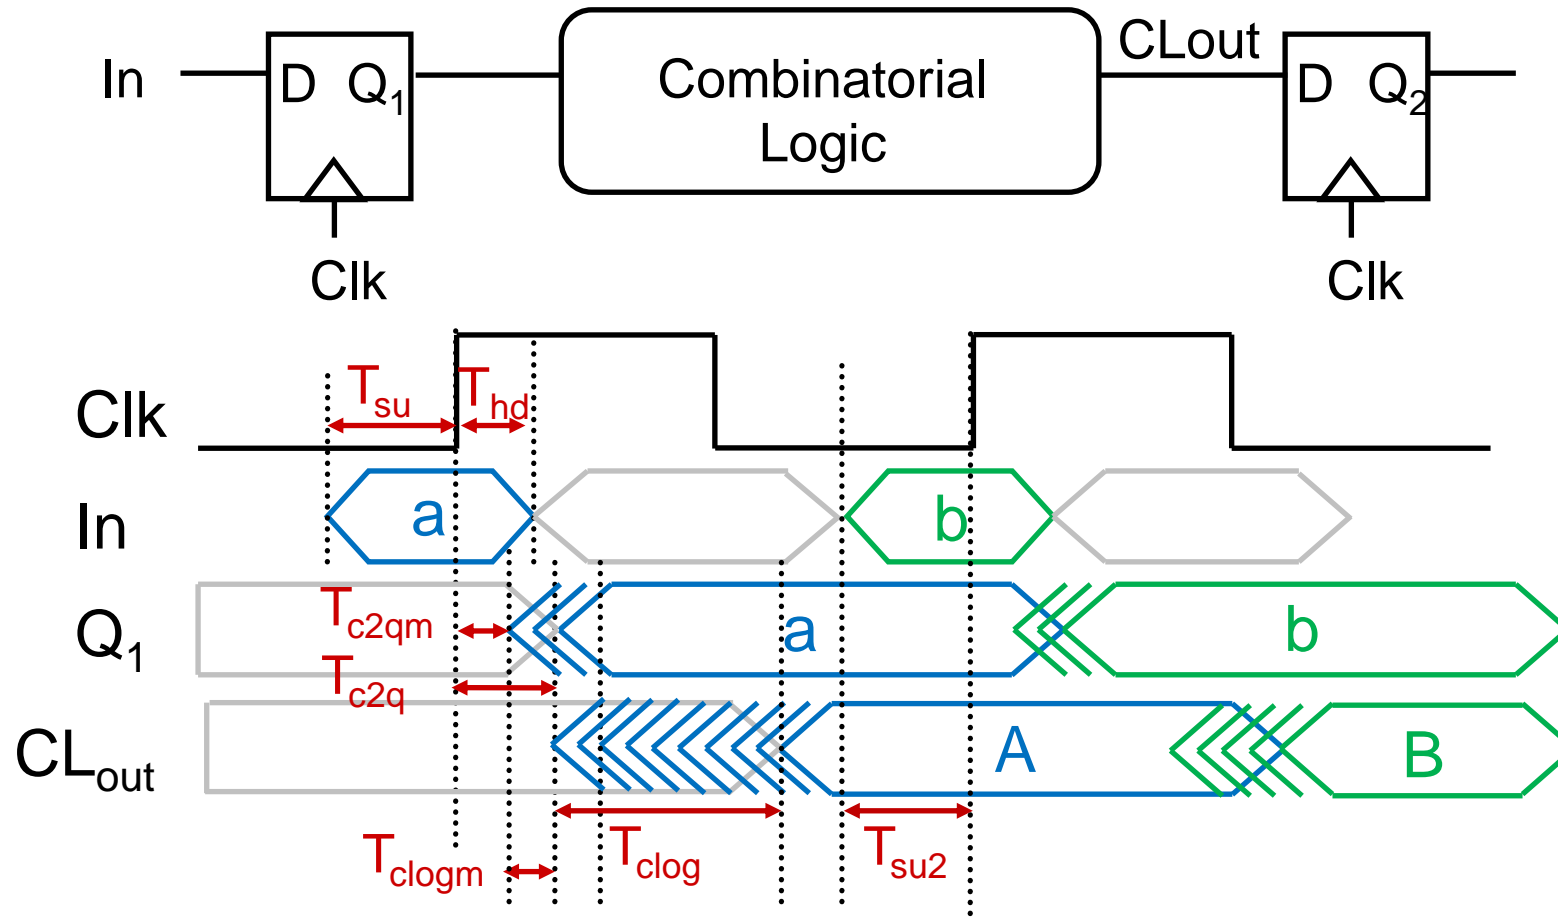 In
D Q1
Combinatorial
Logic
CLout
D Q2
Clk
Clk
Clk
Tsu
Thd
In
a
b
Q1
Tc2qm
a
b
Tc2q
CLout
A
B
Tclogm
Tclog
Tsu2